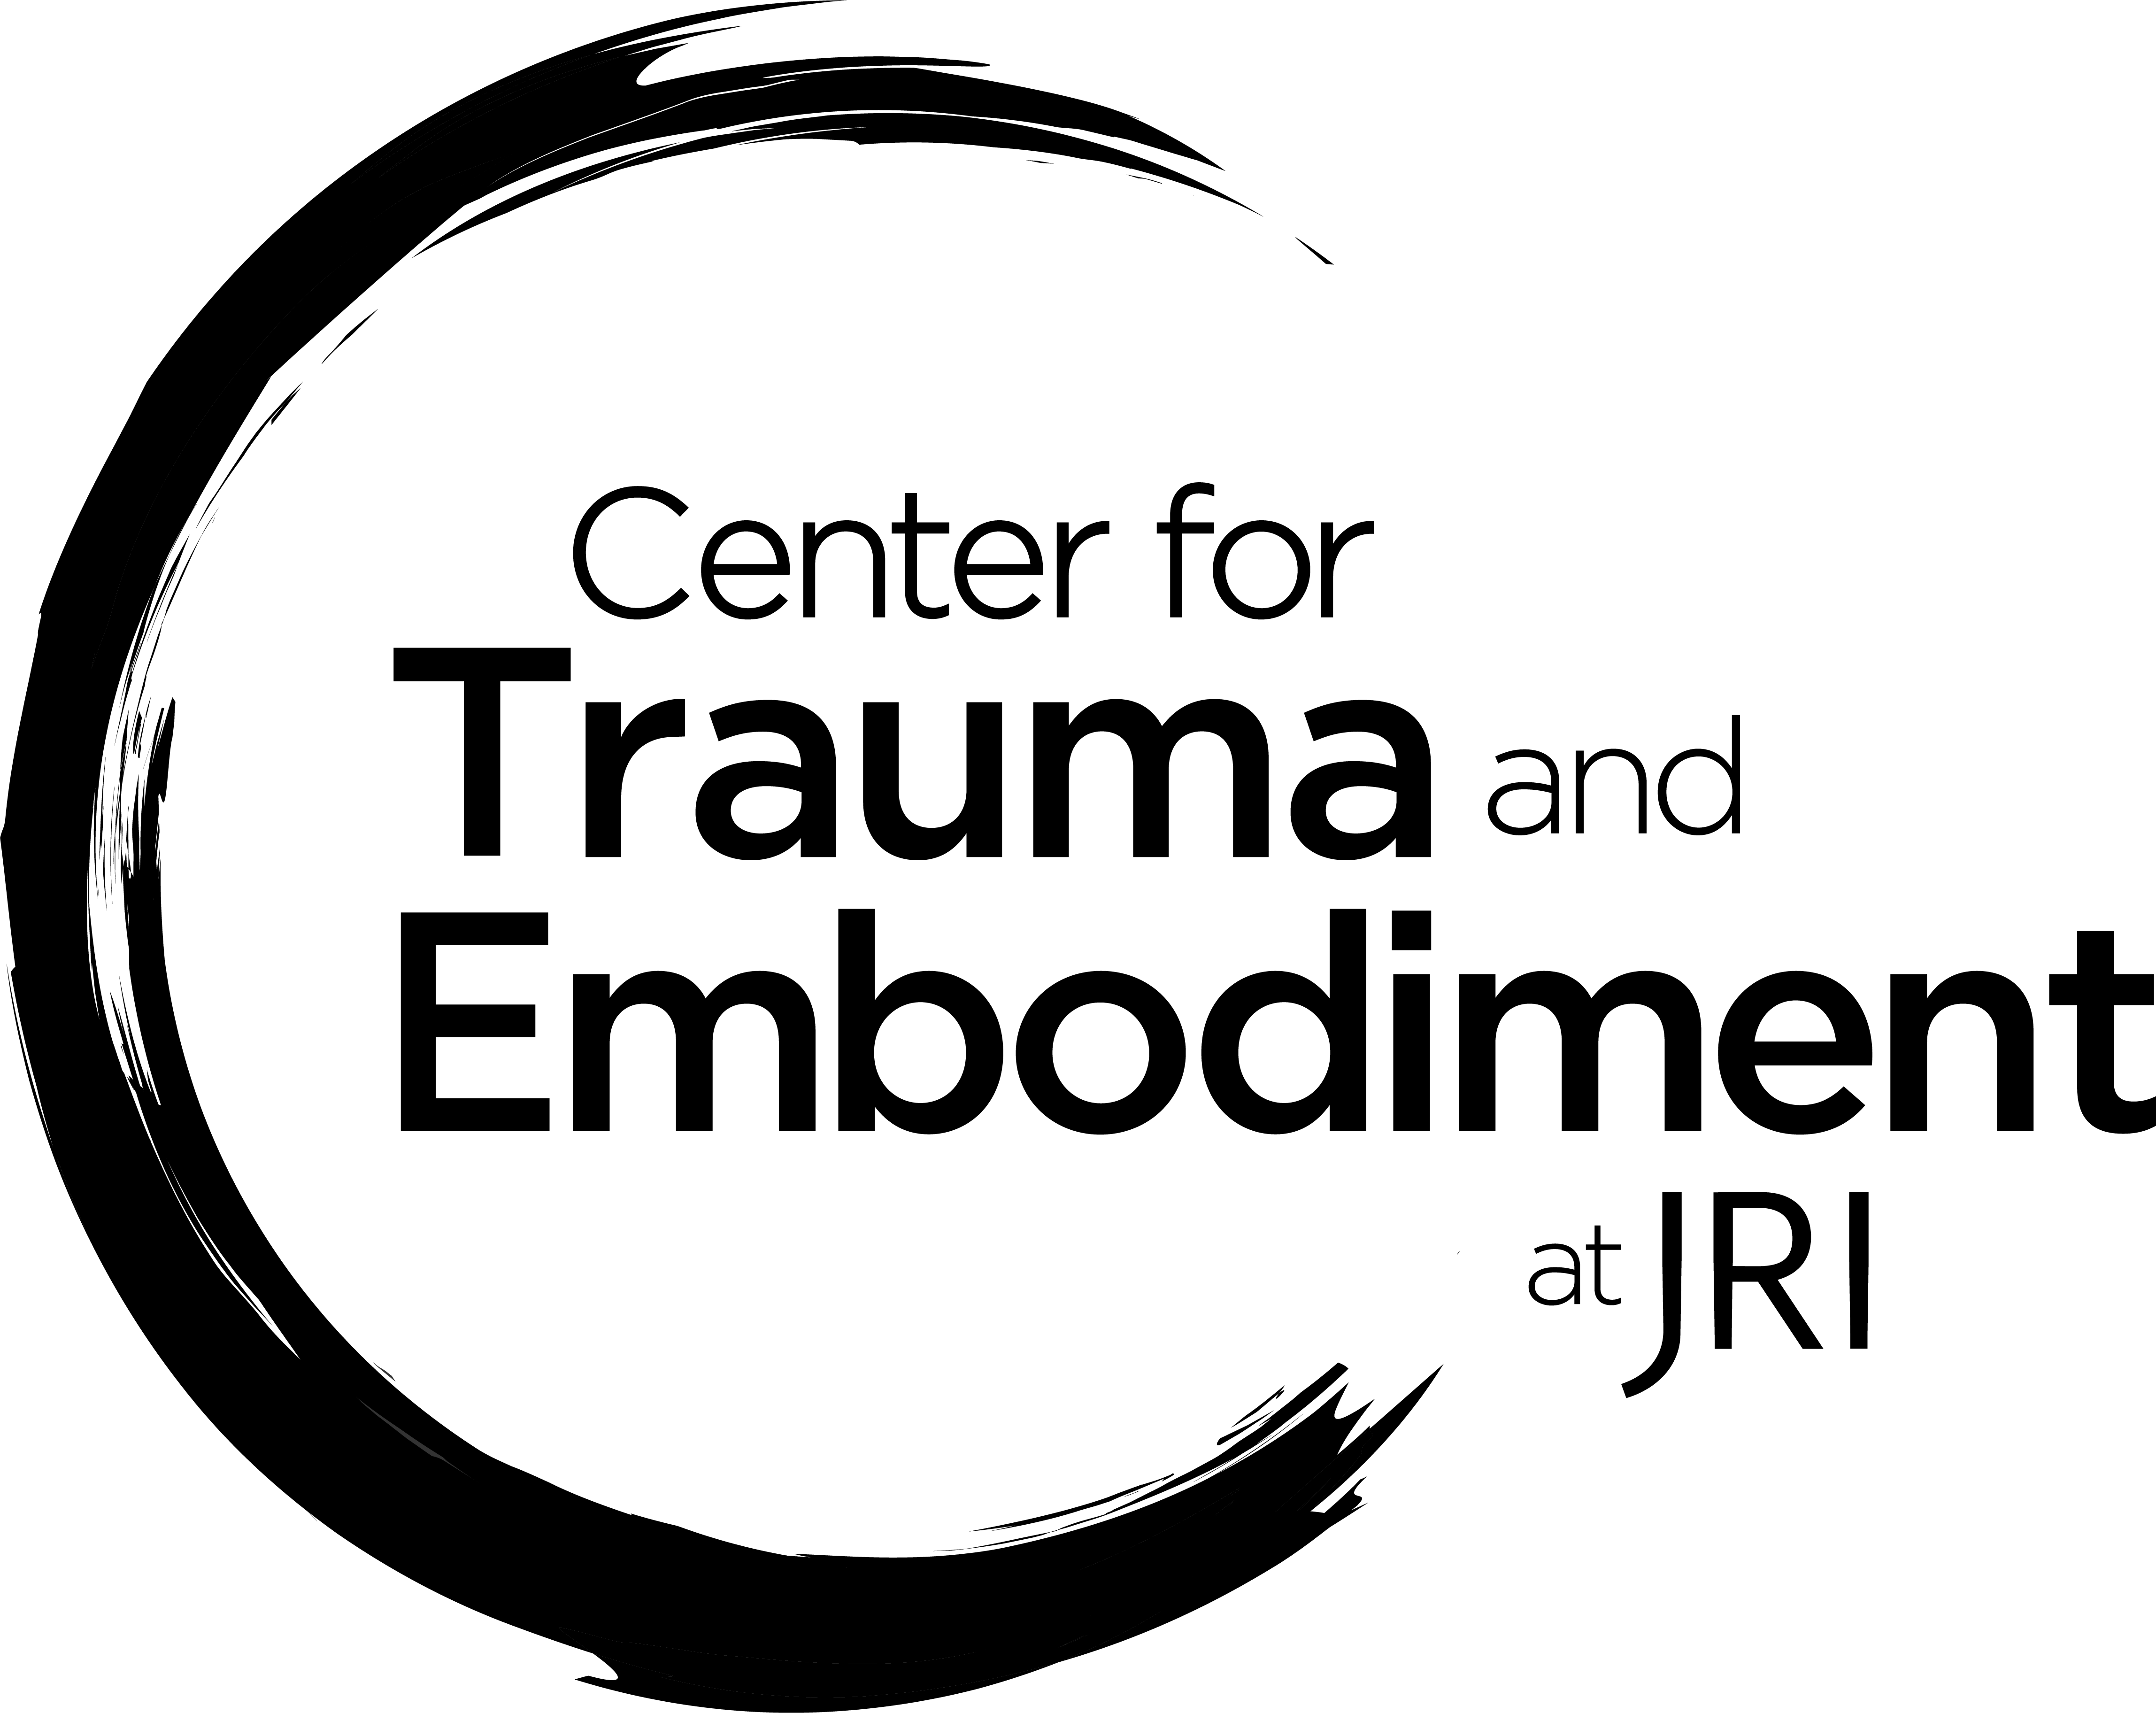 Center for
Trauma and
Embodiment
at JRI